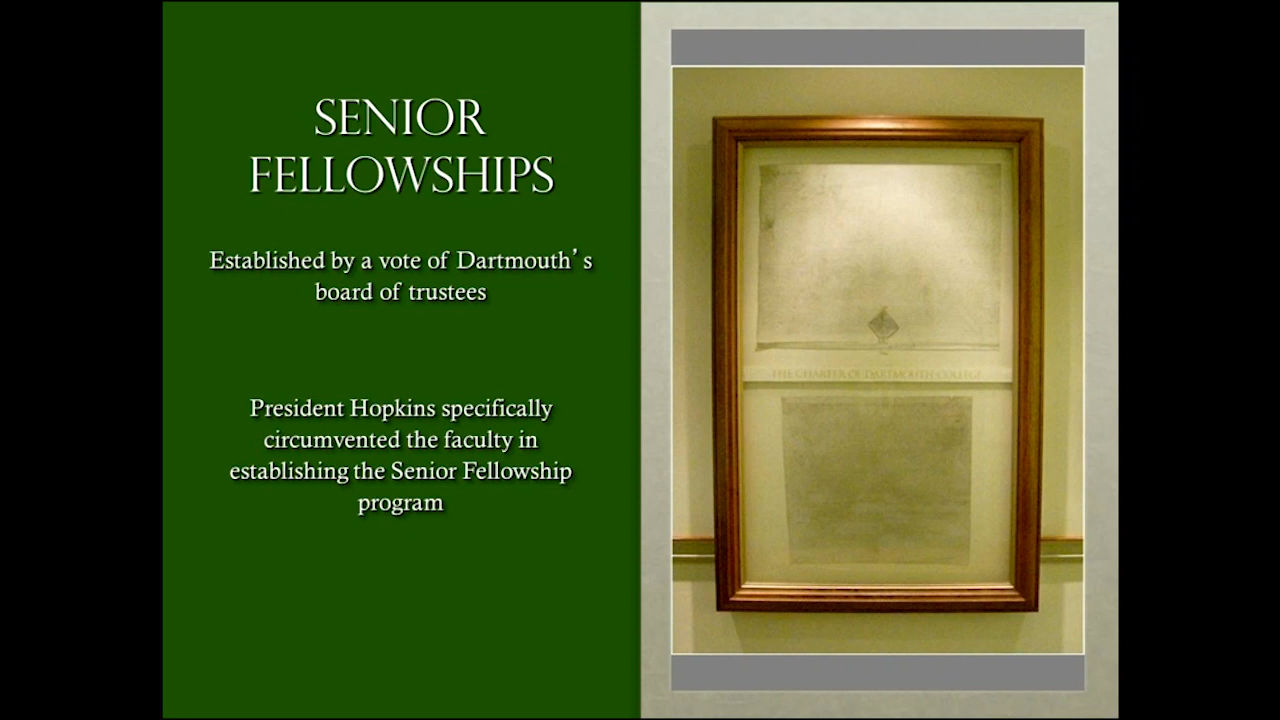 SENIOR
FELLOWSHIPS
Established by a vote of Dartmouth's
board of trustees
President Hopkins specifically
circumvented the faculty in
establishing the Senior Fellowship
program
THE CHARTER OF DARTMOUTH COLLEGE